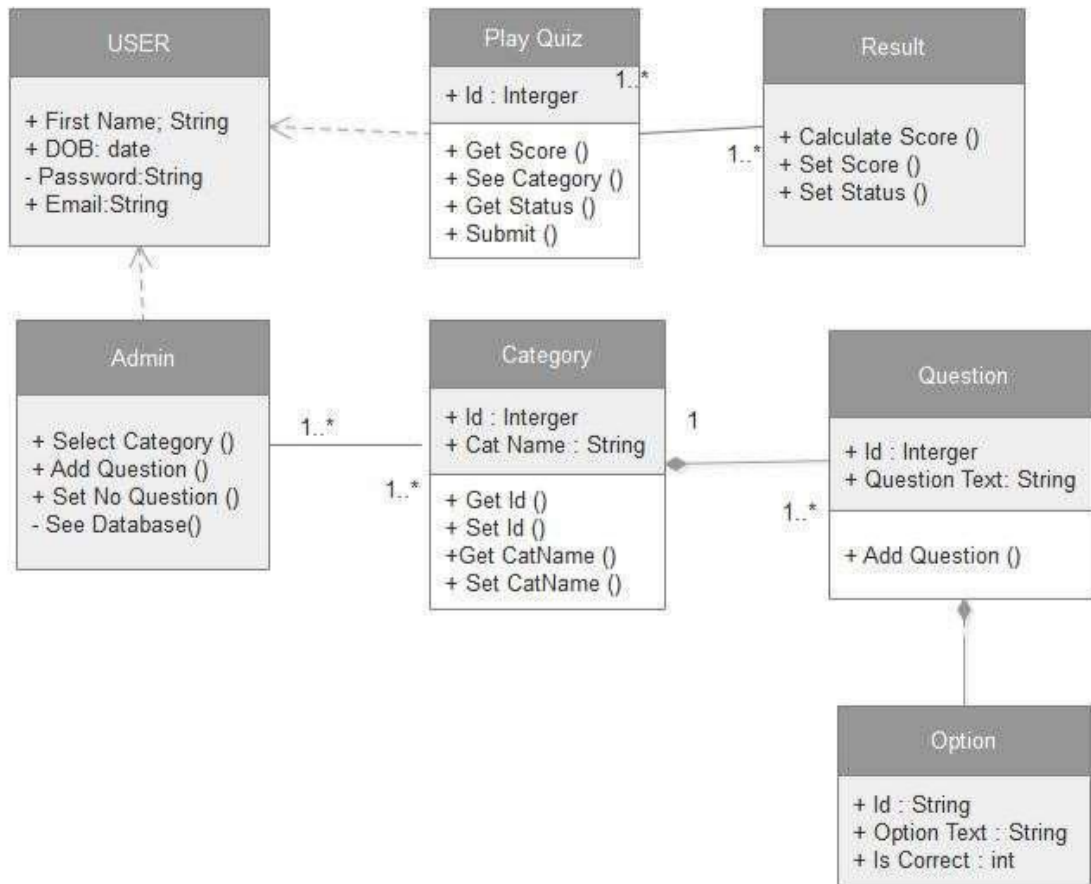 USER
+ First Name; String
+ DOB: date
- Password:String
+ Email:String
Play Quiz
+ Id : Interger
+ Get Score ()
+ See Category ()
+ Get Status ()
+ Submit ()
1..*
1..*
Result
+ Calculate Score ()
+ Set Score ()
+ Set Status ()
Admin
+ Select Category ()
+ Add Question ()
+ Set No Question ()
- See Database()
1..*
1..*
Category
+ Id : Interger
+ Cat Name : String
+ Get Id ()
+ Set Id ()
+Get CatName ()
+ Set CatName ()
1
1..*
Question
+ Id : Interger
+ Question Text: String
+ Add Question ()
Option
+ Id : String
+ Option Text : String
+ Is Correct : int